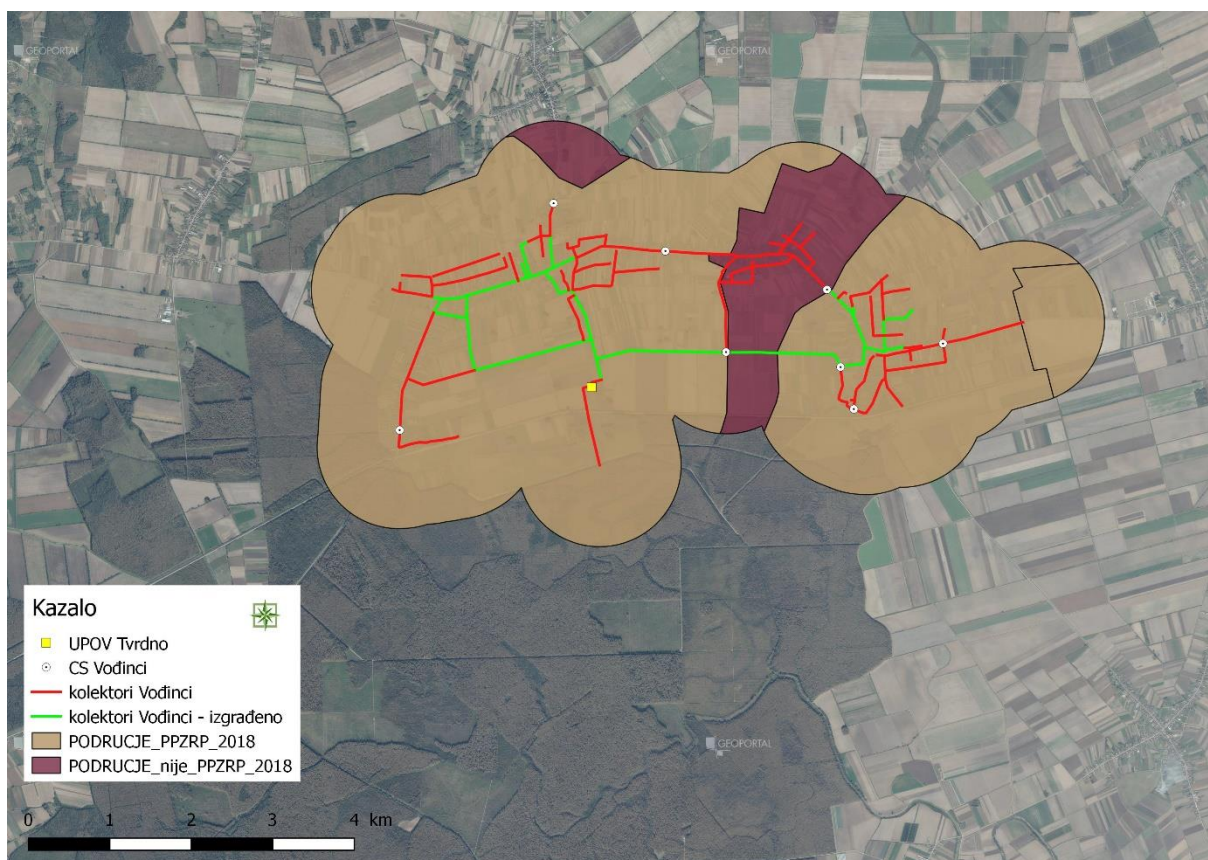 GEOPORTAL
GEOPORTAL
GEOPORTAL
Kazalo
UPOV Tvrdno
CS Vođinci
kolektori Vođinci
kolektori Vođinci - izgrađeno
PODRUCJE_PPZRP_2018
PODRUCJE_nije_PPZRP_2018
0 1 2 3 4 km